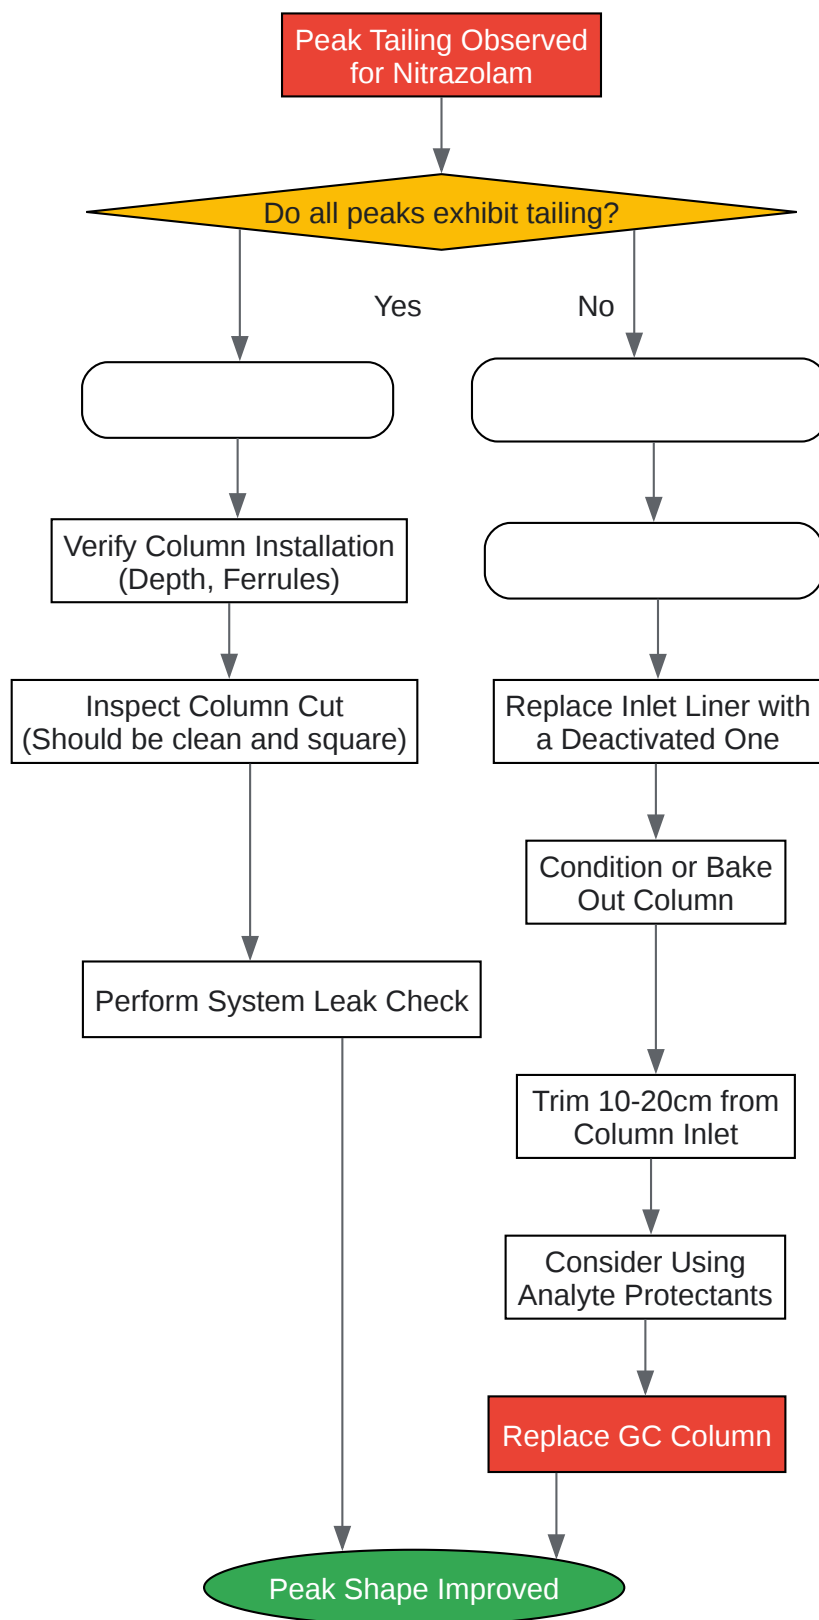 Peak Tailing Observed
for Nitrazolam
Do all peaks exhibit tailing?
Yes
No
Verify Column Installation
(Depth, Ferrules)
Inspect Column Cut
(Should be clean and square)
Replace Inlet Liner with
a Deactivated One
Condition or Bake
Out Column
Perform System Leak Check
Trim 10-20cm from
Column Inlet
Consider Using
Analyte Protectants
Replace GC Column
Peak Shape Improved